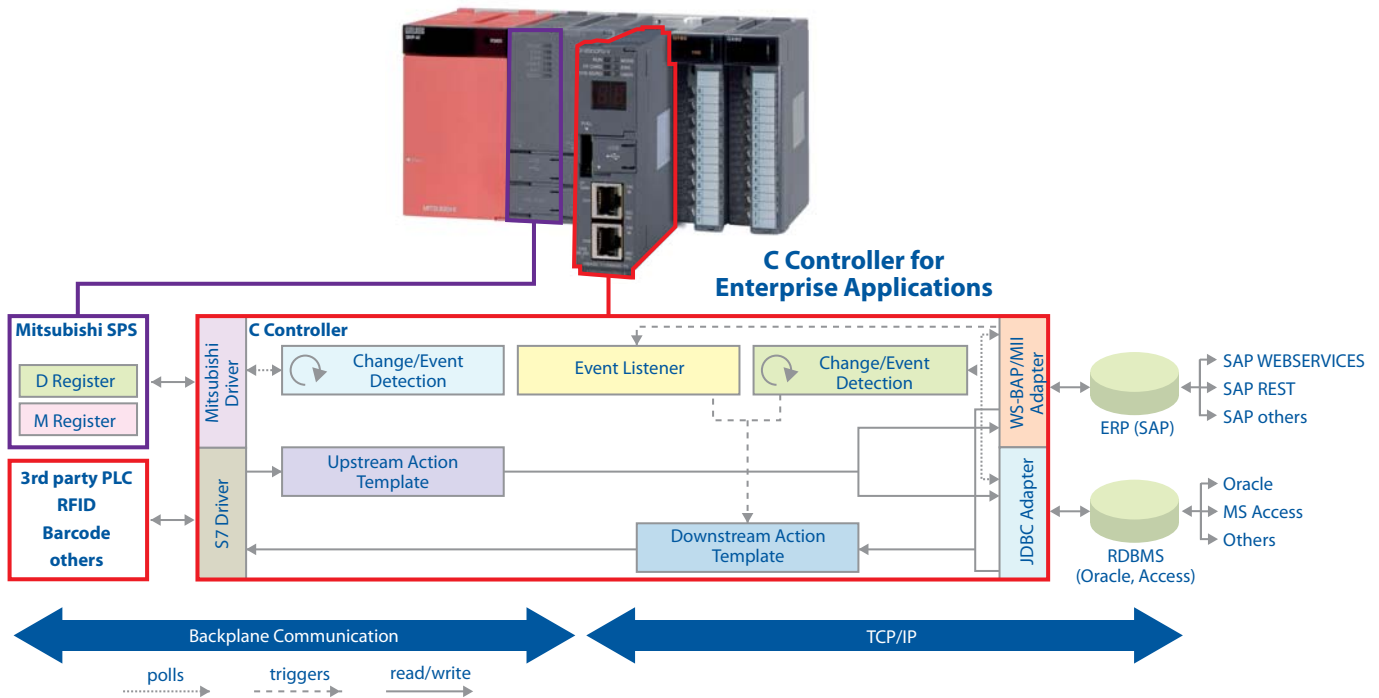 MITSUBISHI
C Controller for
Enterprise Applications
Mitsubishi SPS
D Register
M Register
3rd party PLC
RFID
Barcode
others
C Controller
Mitsubishi
Driver
S7 Driver
Change/Event
Detection
Event Listener
Change/Event
Detection
Upstream Action
Template
Downstream Action
Template
WS-BAP/MII
Adapter
JDBC Adapter
ERP (SAP)
SAP WEBSERVICES
SAP REST
SAP others
RDBMS
(Oracle, Access)
Oracle
MS Access
Others
Backplane Communication
TCP/IP
polls
triggers
read/write